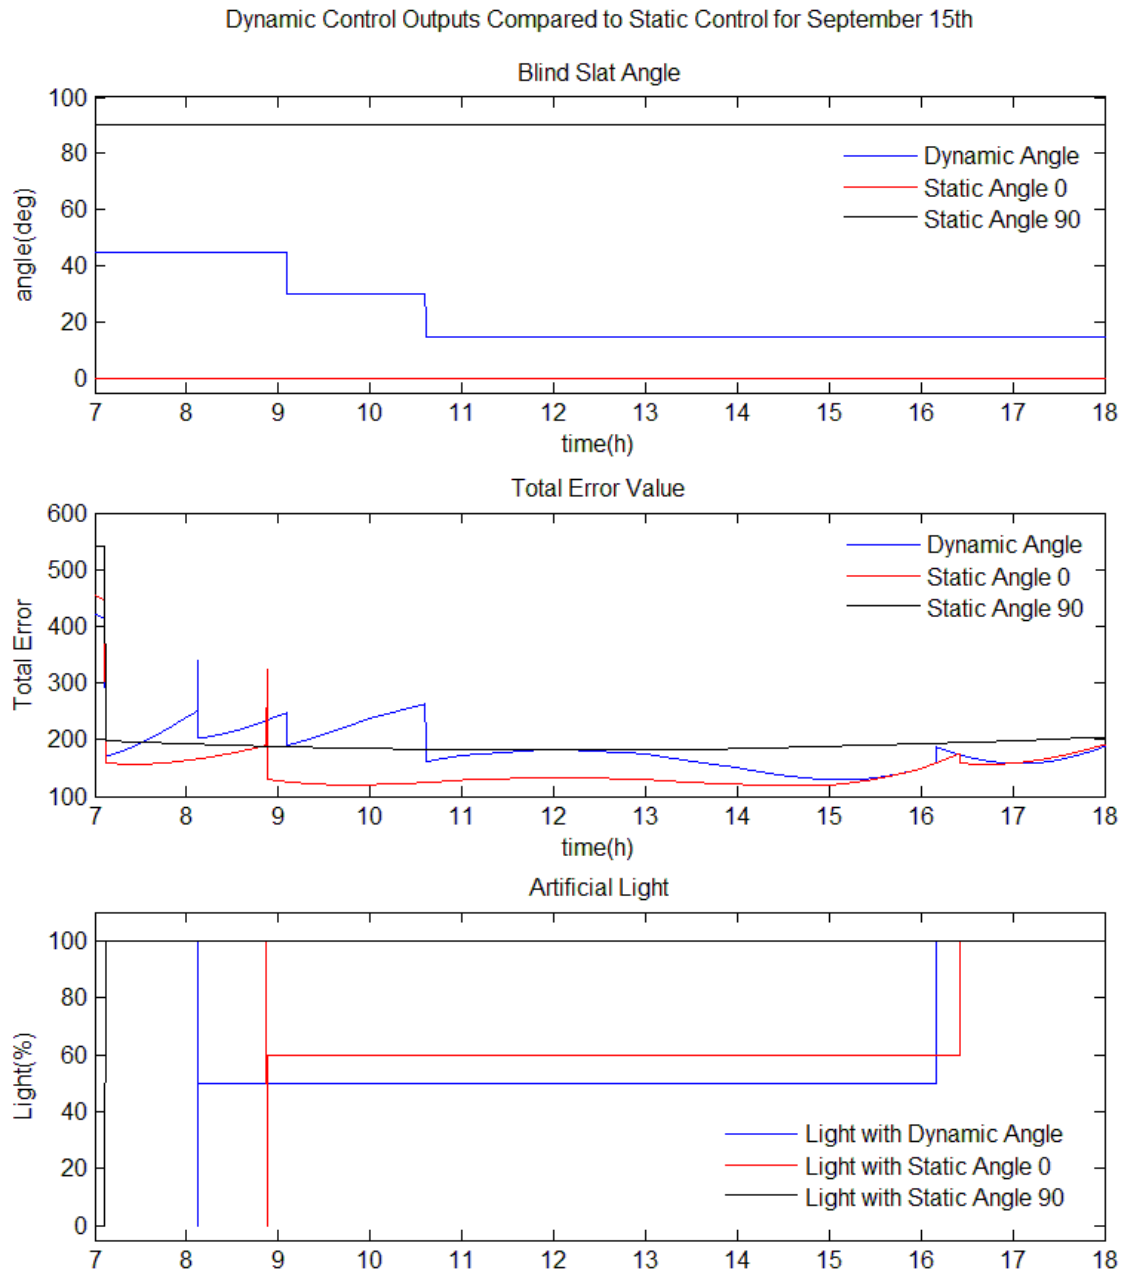 Dynamic Control Outputs Compared to Static Control for September 15th
Blind Slat Angle
100
80
60
40
20
0
angle(deg)
Dynamic Angle
Static Angle 0
Static Angle 90
7 8 9 10 11 12 13 14 15 16 17 18
time(h)
Total Error Value
600
500
400
300
200
100
Total Error
Dynamic Angle
Static Angle 0
Static Angle 90
7 8 9 10 11 12 13 14 15 16 17 18
time(h)
Artificial Light
100
80
60
40
20
0
Light(%)
Light with Dynamic Angle
Light with Static Angle 0
Light with Static Angle 90
7 8 9 10 11 12 13 14 15 16 17 18